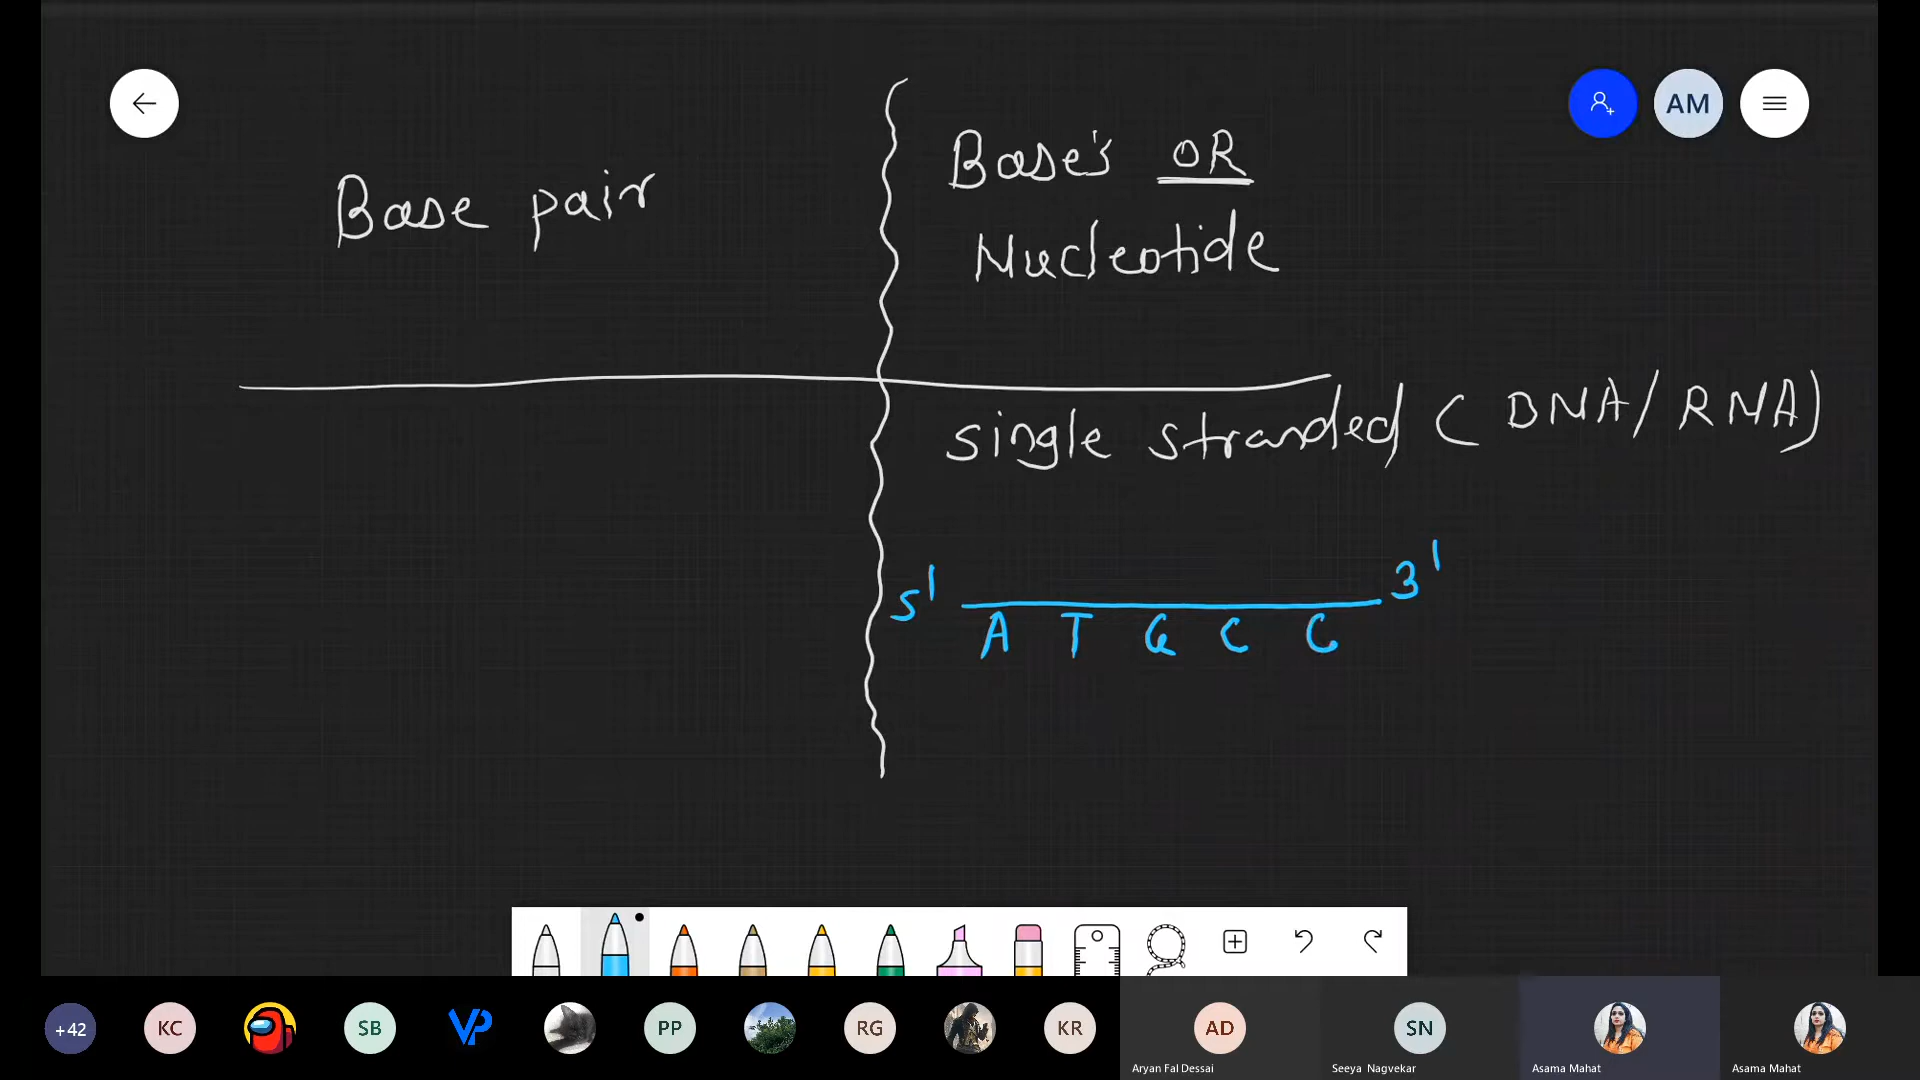 AM
Base pair
Base's OR
Nucleotide
single stranded ( DNA/RNA)
5' 3'
A T G C G
+42
KC
SB
VP
PP
RG
KR
AD
SN
Aryan Fal Dessai
Seeya Nagvekar
Asama Mahat
Asama Mahat